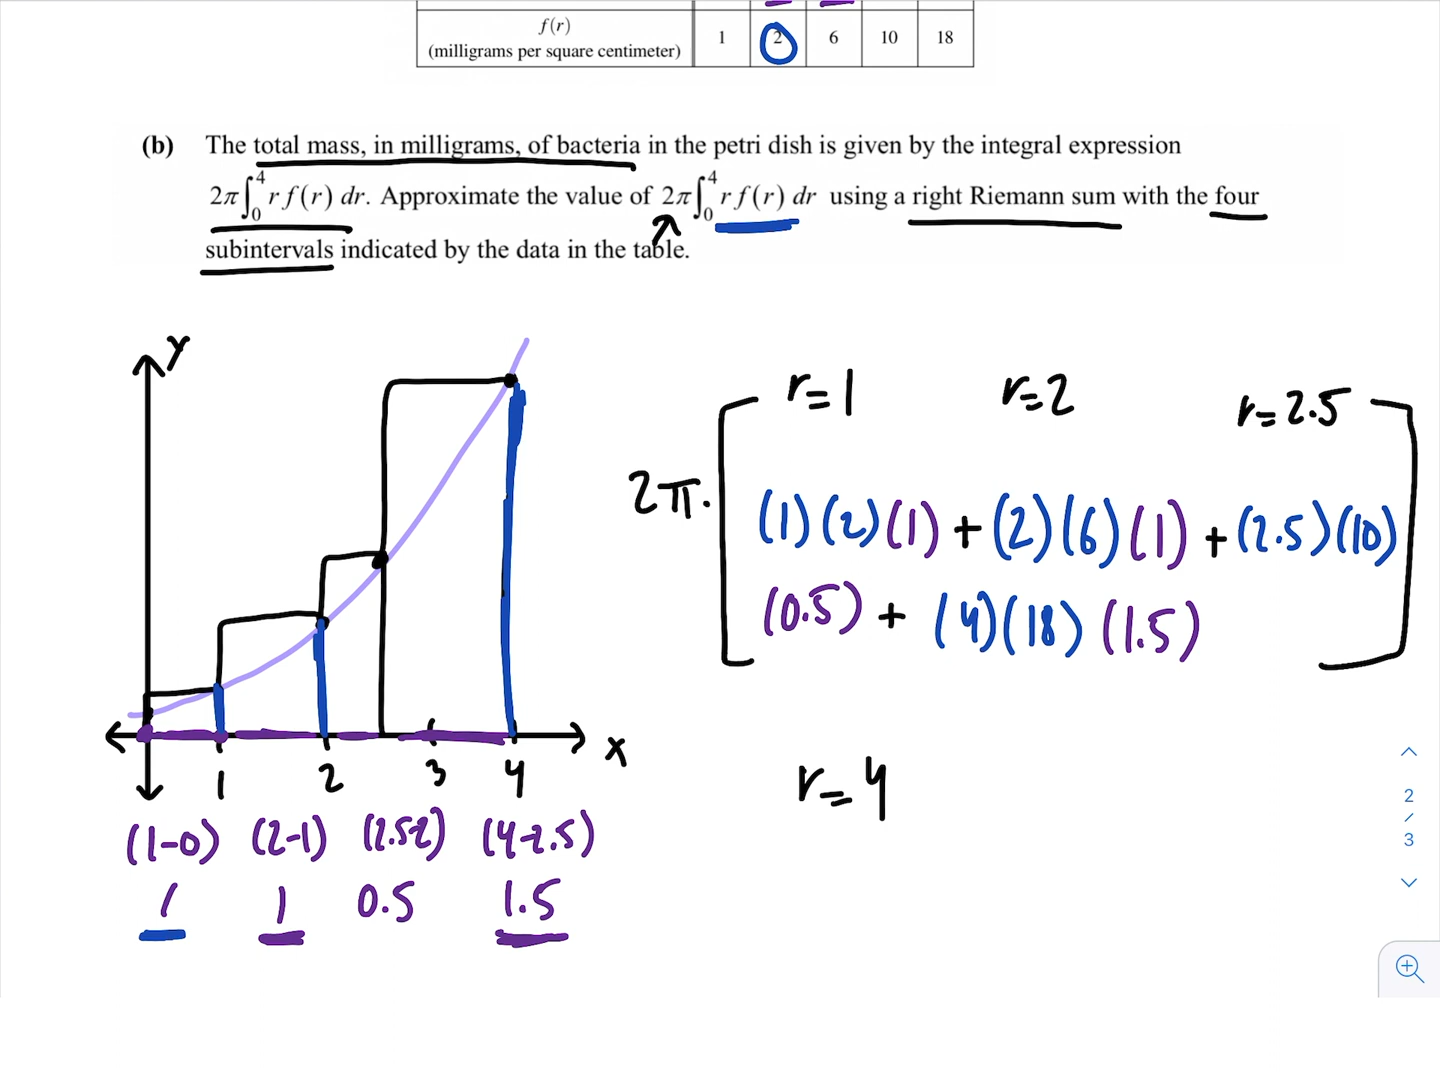 f(r)
(milligrams per square centimeter) 1 2 6 10 18
(b) The total mass, in milligrams, of bacteria in the petri dish is given by the integral expression
2π∫₀⁴ r f(r) dr. Approximate the value of 2π∫₀⁴ r f(r) dr using a right Riemann sum with the four
subintervals indicated by the data in the table.
y
r=1 r=2 r=2.5
2π· [(1)(2)(1) + (2)(6)(1) + (2.5)(10)
(0.5) + (4)(18)(1.5)]
x
1 2 3 4
r=4
(1-0) (2-1) (2.5-2) (4-2.5)
1 1 0.5 1.5
2
/
3